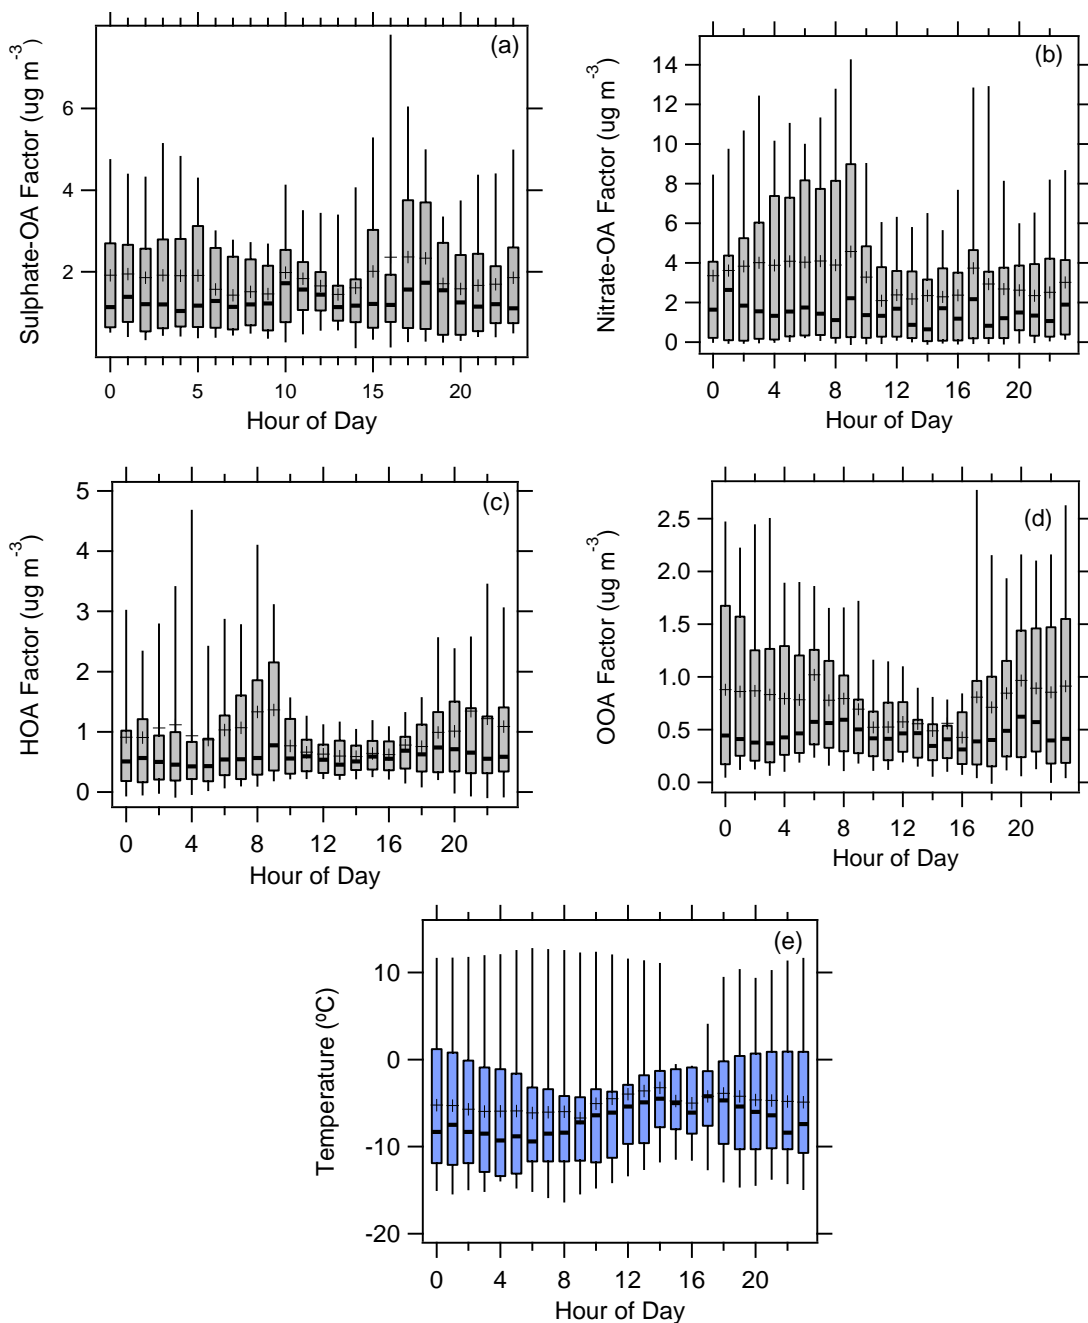 (a)
Sulphate-OA Factor (ug m-3)
6
4
2
0 5 10 15 20
Hour of Day
(b)
Nitrate-OA Factor (ug m-3)
14
12
10
8
6
4
2
0
0 4 8 12 16 20
Hour of Day
(c)
HOA Factor (ug m-3)
5
4
3
2
1
0
0 4 8 12 16 20
Hour of Day
(d)
OOA Factor (ug m-3)
2.5
2.0
1.5
1.0
0.5
0.0
0 4 8 12 16 20
Hour of Day
(e)
Temperature (ºC)
10
0
-10
-20
0 4 8 12 16 20
Hour of Day